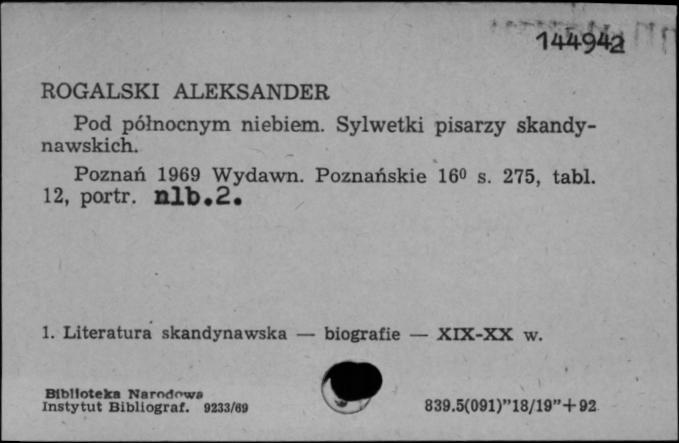 144942
ROGALSKI ALEKSANDER
Pod północnym niebiem. Sylwetki pisarzy skandy-
nawskich.
Poznań 1969 Wydawn. Poznańskie 16⁰ s. 275, tabl.
12, portr. nlb.2.
1. Literatura skandynawska — biografie — XIX-XX w.
Biblioteka Narodowa
Instytut Bibliograf. 9233/69
839.5(091)"18/19"+92